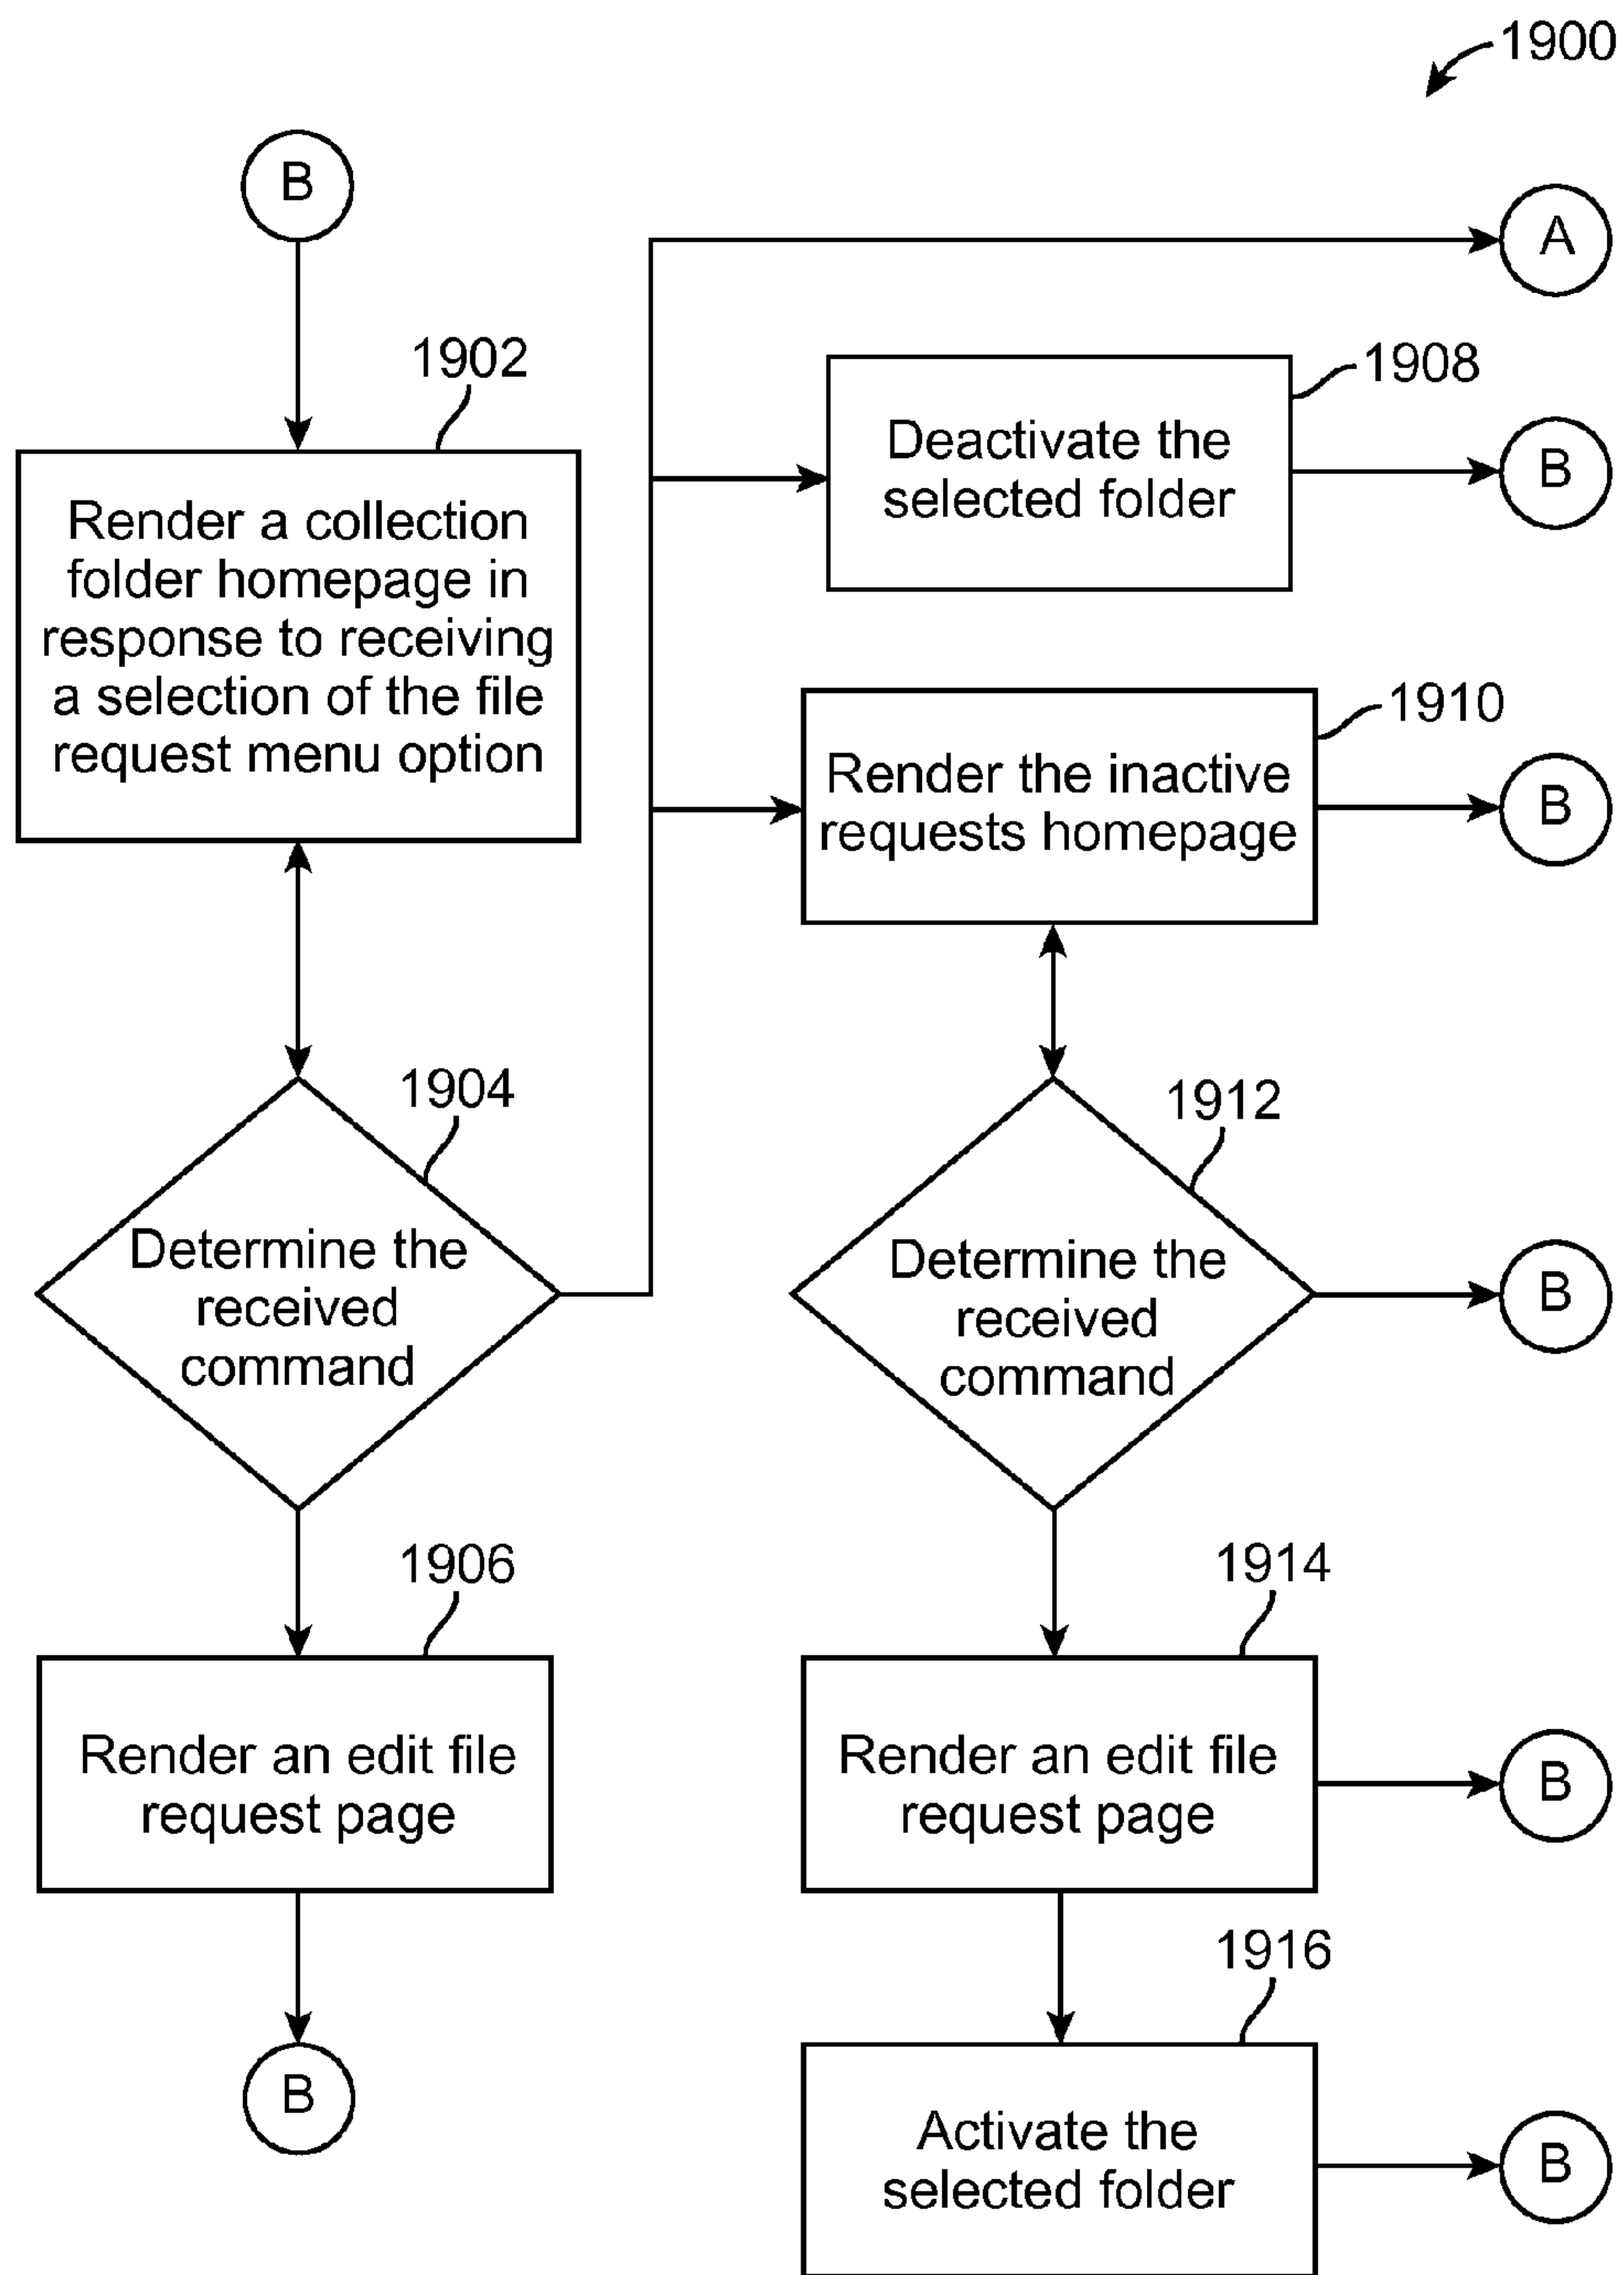 1900
B
A
1902
Render a collection
folder homepage in
response to receiving
a selection of the file
request menu option
1908
Deactivate the
selected folder
B
1910
Render the inactive
requests homepage
B
1904
Determine the
received
command
1912
Determine the
received
command
B
1906
Render an edit file
request page
B
1914
Render an edit file
request page
B
1916
Activate the
selected folder
B